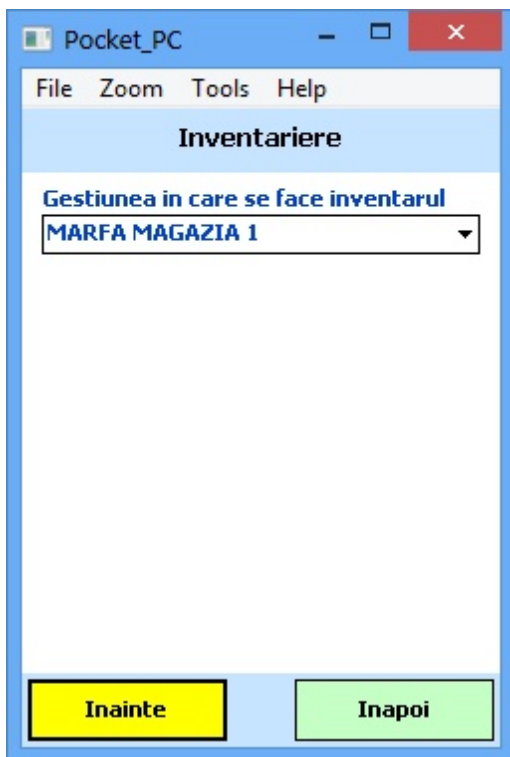 Pocket_PC
File Zoom Tools Help
Inventariere
Gestiunea in care se face inventarul
MARFA MAGAZIA 1
Inainte Inapoi